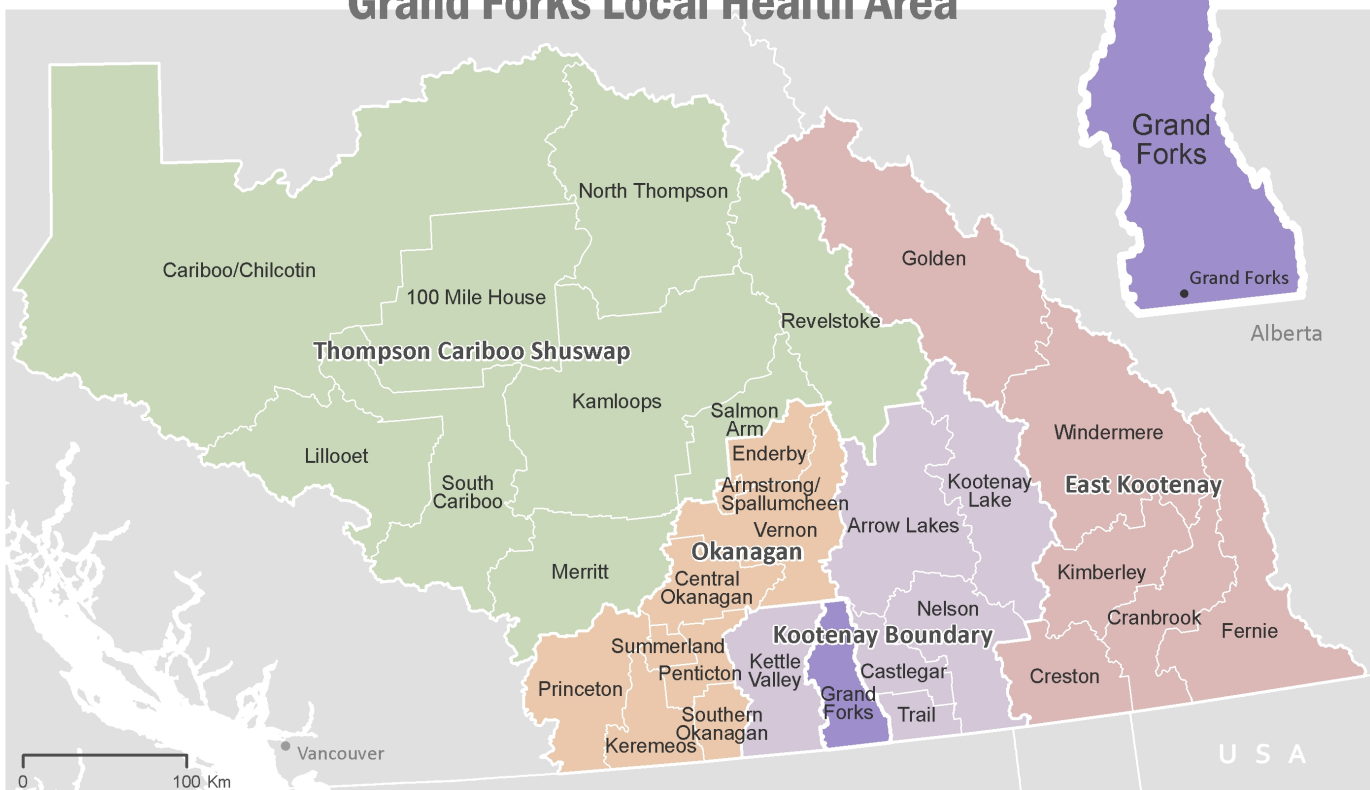 Grand Forks Local Health Area
Grand
Forks
North Thompson
Golden
Cariboo/Chilcotin
Grand Forks
100 Mile House
Revelstoke
Alberta
Thompson Cariboo Shuswap
Kamloops
Salmon
Arm
Windermere
Enderby
Lillooet
South
Cariboo
Armstrong/
Spallumcheen
Kootenay
Lake
East Kootenay
Vernon
Arrow Lakes
Okanagan
Merritt
Central
Okanagan
Kimberley
Nelson
Cranbrook
Fernie
Kootenay Boundary
Summerland
Penticton
Kettle
Valley
Castlegar
Creston
Princeton
Grand
Forks
Southern
Okanagan
Trail
Keremeos
Vancouver
USA
0
100 Km